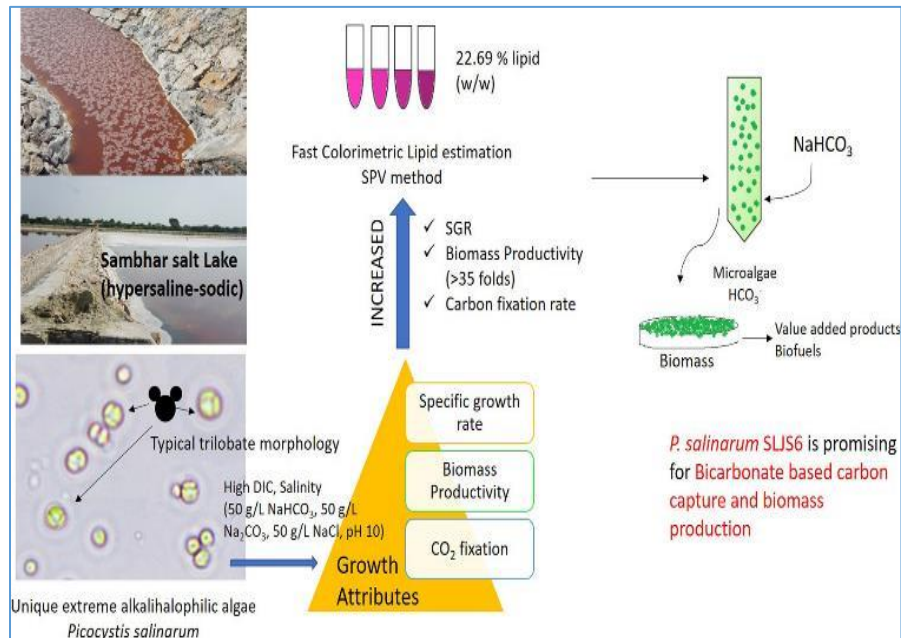 Sambhar salt Lake
(hypersaline-sodic)
Typical trilobate morphology
High DIC, Salinity
(50 g/L NaHCO3, 50 g/L
Na2CO3, 50 g/L NaCl, pH 10)
Unique extreme alkalihalophilic algae
Picocystis salinarum
22.69 % lipid
(w/w)
Fast Colorimetric Lipid estimation
SPV method
INCREASED
✓ SGR
✓ Biomass Productivity
(>35 folds)
✓ Carbon fixation rate
Specific growth
rate
Biomass
Productivity
CO2 fixation
Growth
Attributes
NaHCO3
Microalgae
HCO3-
Biomass
Value added products
Biofuels
P. salinarum SLJS6 is promising
for Bicarbonate based carbon
capture and biomass
production